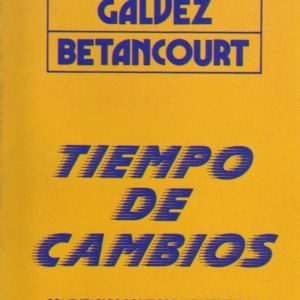 GALVEZ
BETANCOURT
TIEMPO
DE
CAMBIOS